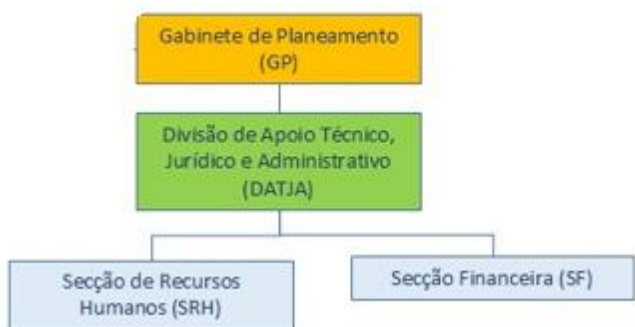 Gabinete de Planeamento
(GP)
Divisão de Apoio Técnico,
Jurídico e Administrativo
(DATJA)
Secção de Recursos
Humanos (SRH)
Secção Financeira (SF)